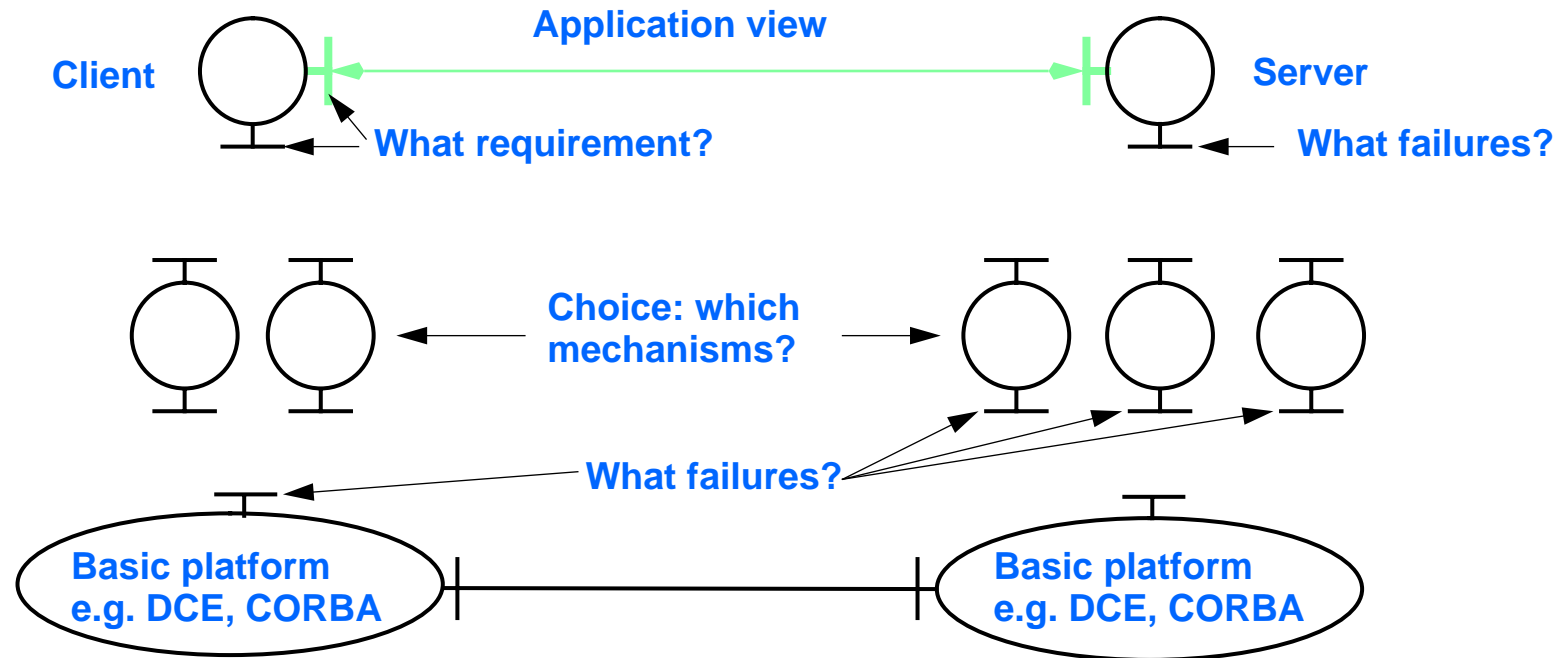 Application view
Client
Server
What requirement?
What failures?
Choice: which
mechanisms?
What failures?
Basic platform
e.g. DCE, CORBA
Basic platform
e.g. DCE, CORBA